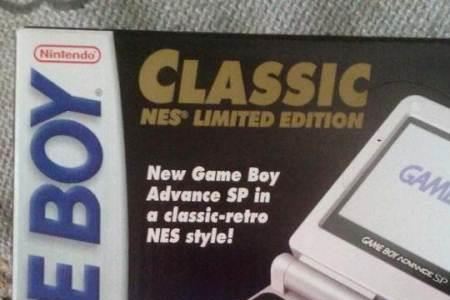 Nintendo®
E BOY®
CLASSIC
NES® LIMITED EDITION
New Game Boy
Advance SP in
a classic-retro
NES style!
GAME
GAME BOY ADVANCE SP